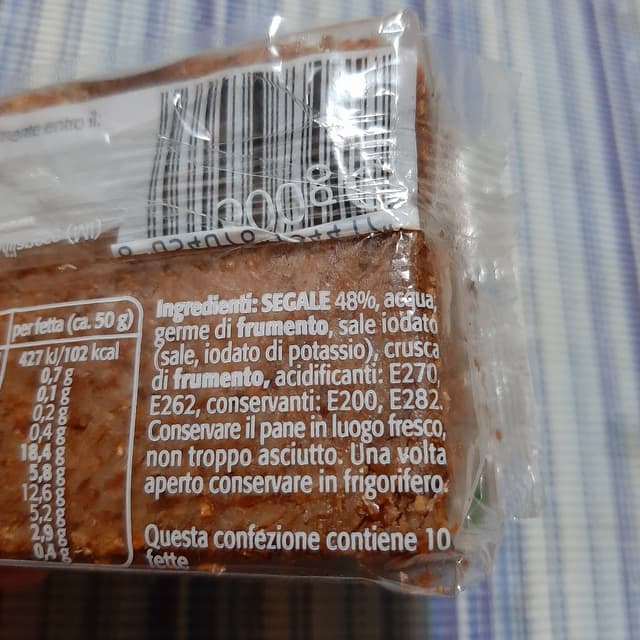 entro il:
2008
per fetta (ca. 50 g)
427 kJ/102 kcal
0,7 g
0,1 g
0,2 g
0,4 g
18,4 g
5,8 g
12,6 g
5,2 g
2,9 g
0,4 g
Ingredienti: SEGALE 48%, acqua,
germe di frumento, sale iodato
(sale, iodato di potassio), crusca
di frumento, acidificanti: E270,
E262, conservanti: E200, E282.
Conservare il pane in luogo fresco,
non troppo asciutto. Una volta
aperto conservare in frigorifero.
Questa confezione contiene 10
fette